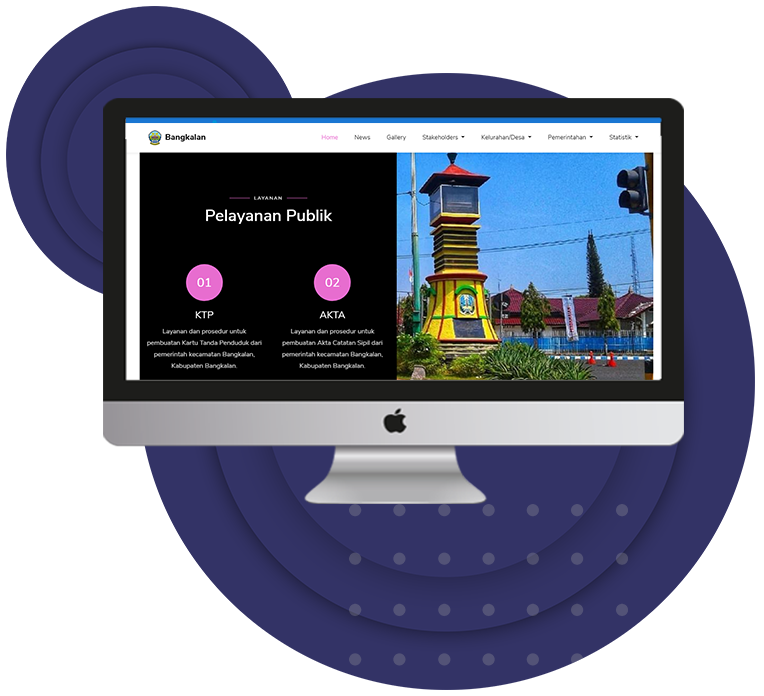 Bangkalan
Home News Gallery Stakeholders Kelurahan/Desa Pemerintahan Statistik
LAYANAN
Pelayanan Publik
01
KTP
Layanan dan prosedur untuk
pembuatan Kartu Tanda Penduduk dari
pemerintah kecamatan Bangkalan,
Kabupaten Bangkalan.
02
AKTA
Layanan dan prosedur untuk
pembuatan Akta Catatan Sipil dari
pemerintah kecamatan Bangkalan,
Kabupaten Bangkalan.